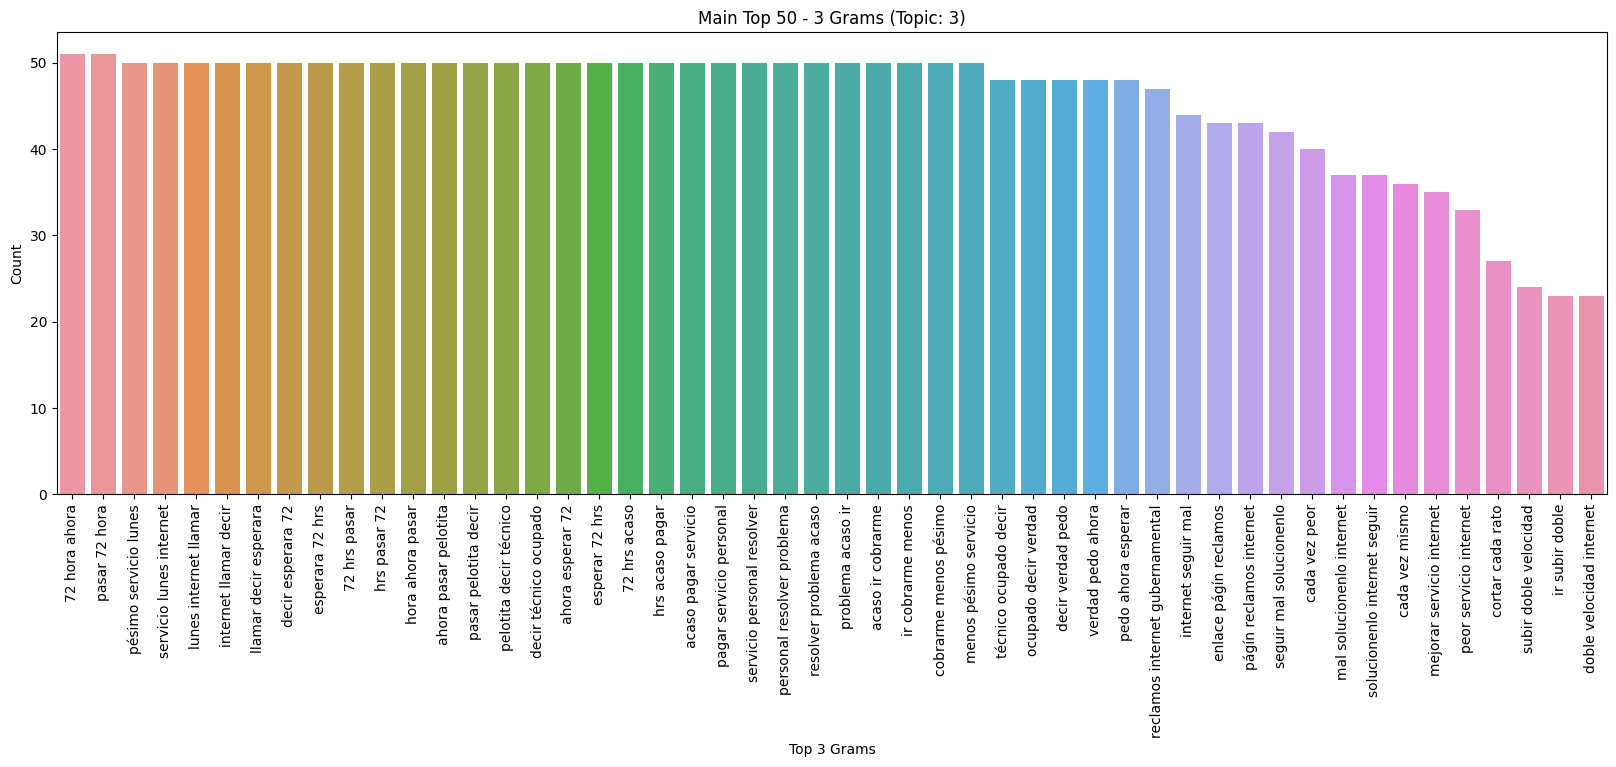 Main Top 50 - 3 Grams (Topic: 3)
Count
50
40
30
20
10
0
72 hora ahora
pasar 72 hora
pésimo servicio lunes
servicio lunes internet
lunes internet llamar
internet llamar decir
llamar decir esperara
decir esperara 72
esperara 72 hrs
72 hrs pasar
hrs pasar 72
hora ahora pasar
ahora pasar pelotita
pasar pelotita decir
pelotita decir técnico
decir técnico ocupado
ahora esperar 72
esperar 72 hrs
72 hrs acaso
hrs acaso pagar
acaso pagar servicio
pagar servicio personal
servicio personal resolver
personal resolver problema
resolver problema acaso
problema acaso ir
acaso ir cobrarme
ir cobrarme menos
cobrarme menos pésimo
menos pésimo servicio
técnico ocupado decir
ocupado decir verdad
decir verdad pedo
verdad pedo ahora
pedo ahora esperar
reclamos internet gubernamental
internet seguir mal
enlace págín reclamos
págín reclamos internet
seguir mal solucionenlo
cada vez peor
mal solucionenlo internet
solucionenlo internet seguir
cada vez mismo
mejorar servicio internet
peor servicio internet
cortar cada rato
subir doble velocidad
ir subir doble
doble velocidad internet
Top 3 Grams